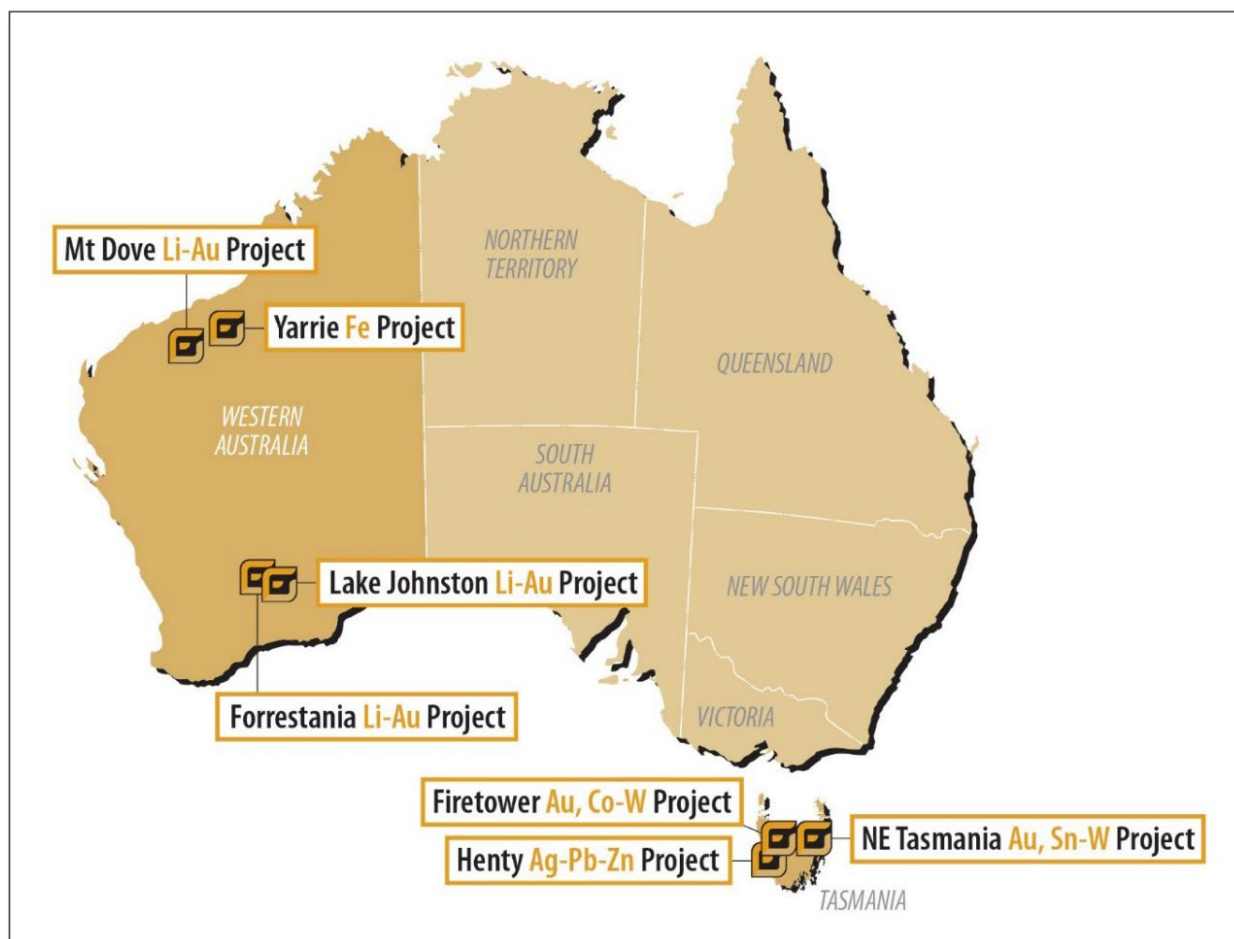 NORTHERN
TERRITORY
Mt Dove Li-Au Project
Yarrie Fe Project
QUEENSLAND
WESTERN
AUSTRALIA
SOUTH
AUSTRALIA
Lake Johnston Li-Au Project
NEW SOUTH WALES
Forrestania Li-Au Project
VICTORIA
Firetower Au, Co-W Project
NE Tasmania Au, Sn-W Project
Henty Ag-Pb-Zn Project
TASMANIA